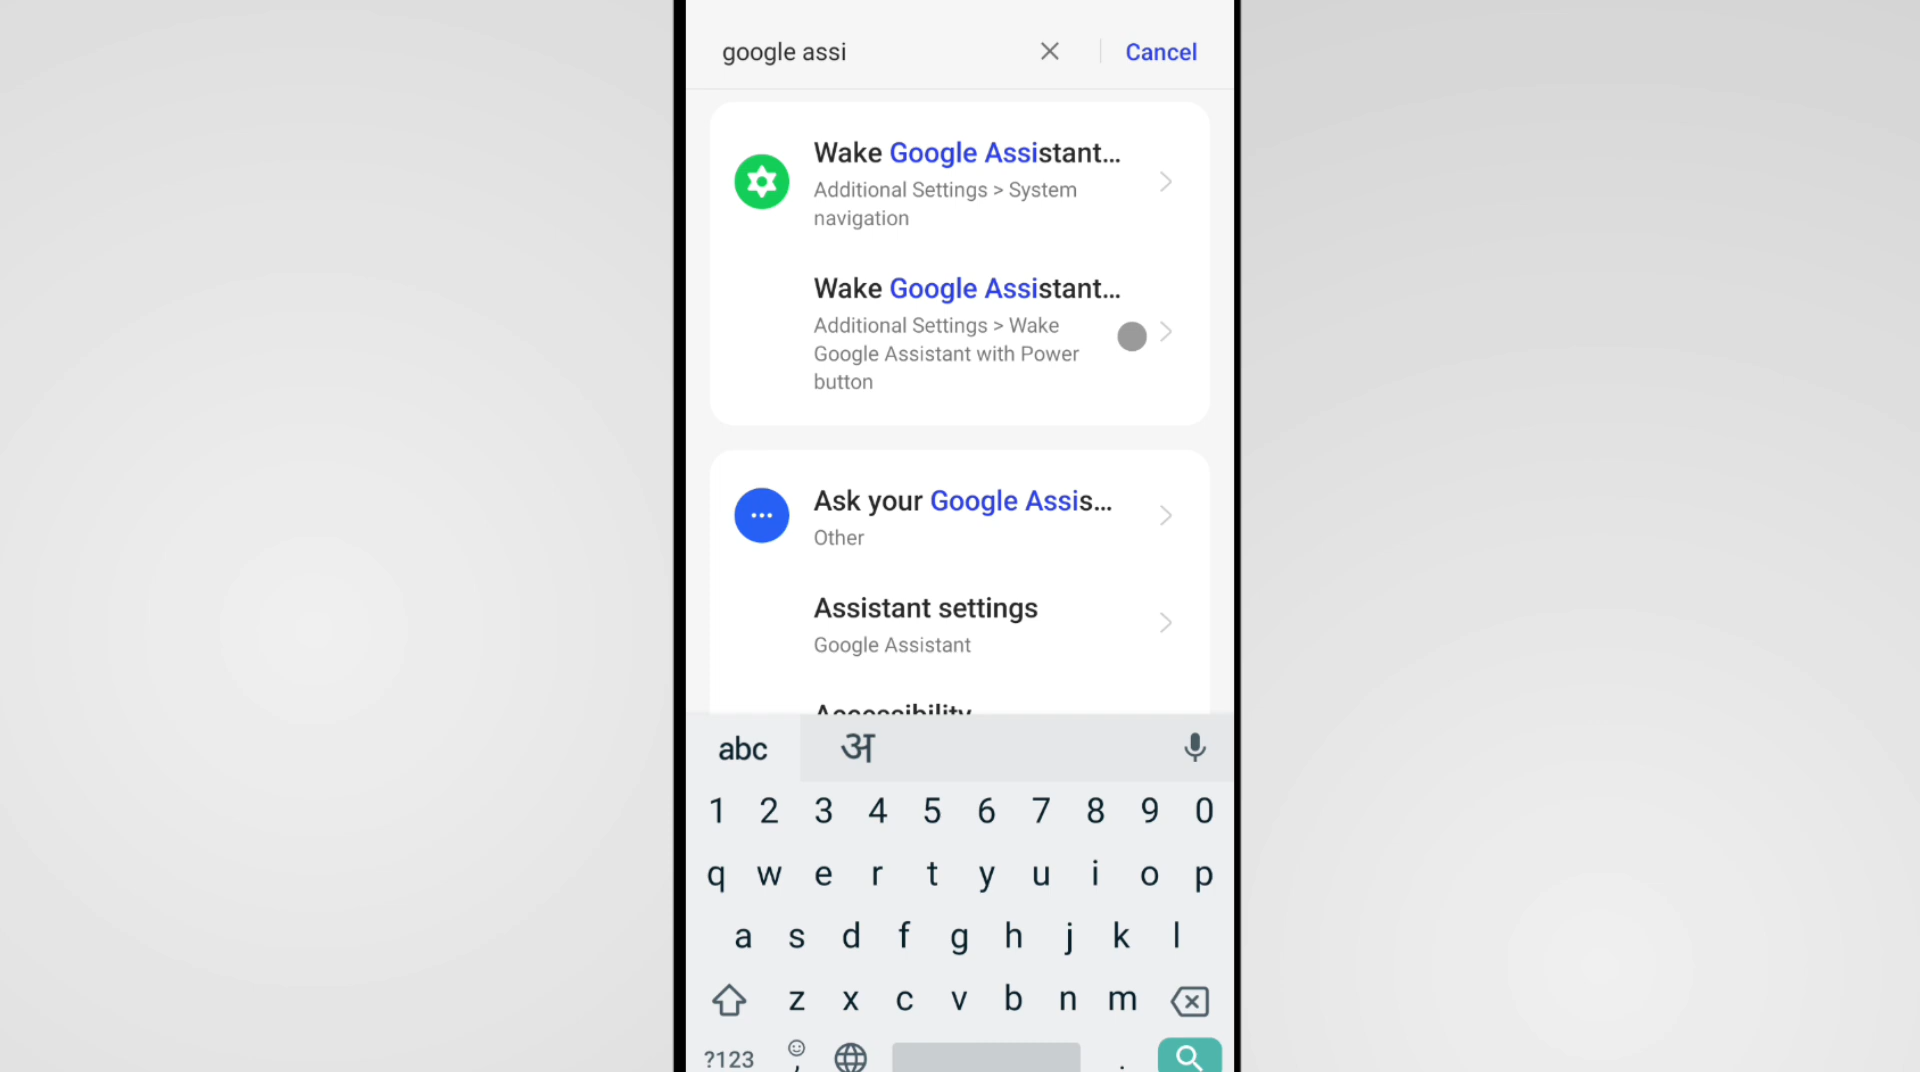 google assi
Cancel
Wake Google Assistant...
Additional Settings > System
navigation
Wake Google Assistant...
Additional Settings > Wake
Google Assistant with Power
button
Ask your Google Assis...
Other
Assistant settings
Google Assistant
Accessibility
abc अ
1 2 3 4 5 6 7 8 9 0
q w e r t y u i o p
a s d f g h j k l
z x c v b n m
?123 , .